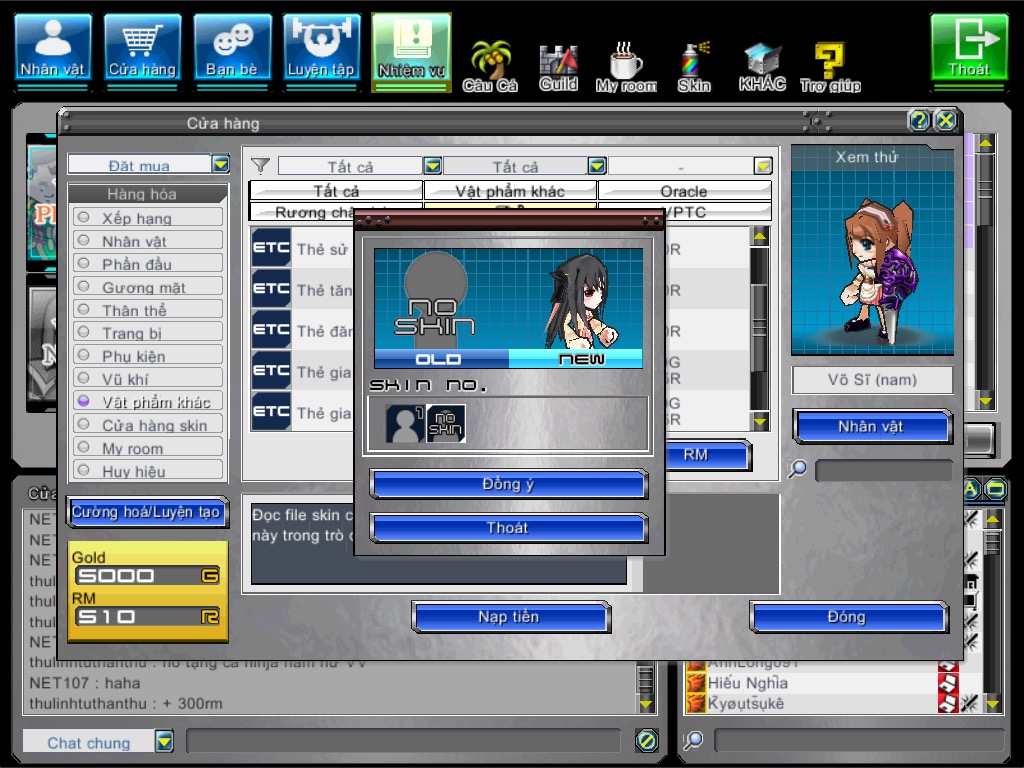 Nhân vật
Cửa hàng
Bạn bè
Luyện tập
Nhiệm vụ
Câu Cá
Guild
My room
Skin
KHÁC
Trợ giúp
Thoát
Cửa hàng
Đặt mua
Hàng hóa
Xếp hạng
Nhân vật
Phần đầu
Gương mặt
Thân thể
Trang bị
Phụ kiện
Vũ khí
Vật phẩm khác
Cửa hàng skin
My room
Huy hiệu
Cường hoá/Luyện tạo
Gold
5000 G
RM
510 R
Tất cả
Tất cả
-
Tất cả
Vật phẩm khác
Oracle
VPTC
ETC Thẻ sử
ETC Thẻ tăn
ETC
ETC Thẻ gia
ETC Thẻ gia
RM
NO SKIN
OLD
NEW
SKIN NO.
1
NO SKIN
Đồng ý
Thoát
Đọc file skin
này trong trò
Xem thử
Võ Sĩ (nam)
Nhân vật
Nạp tiền
Đóng
NET107 : haha
thulinhtuthanthu : + 300rm
Chat chung
Hiếu Nghĩa